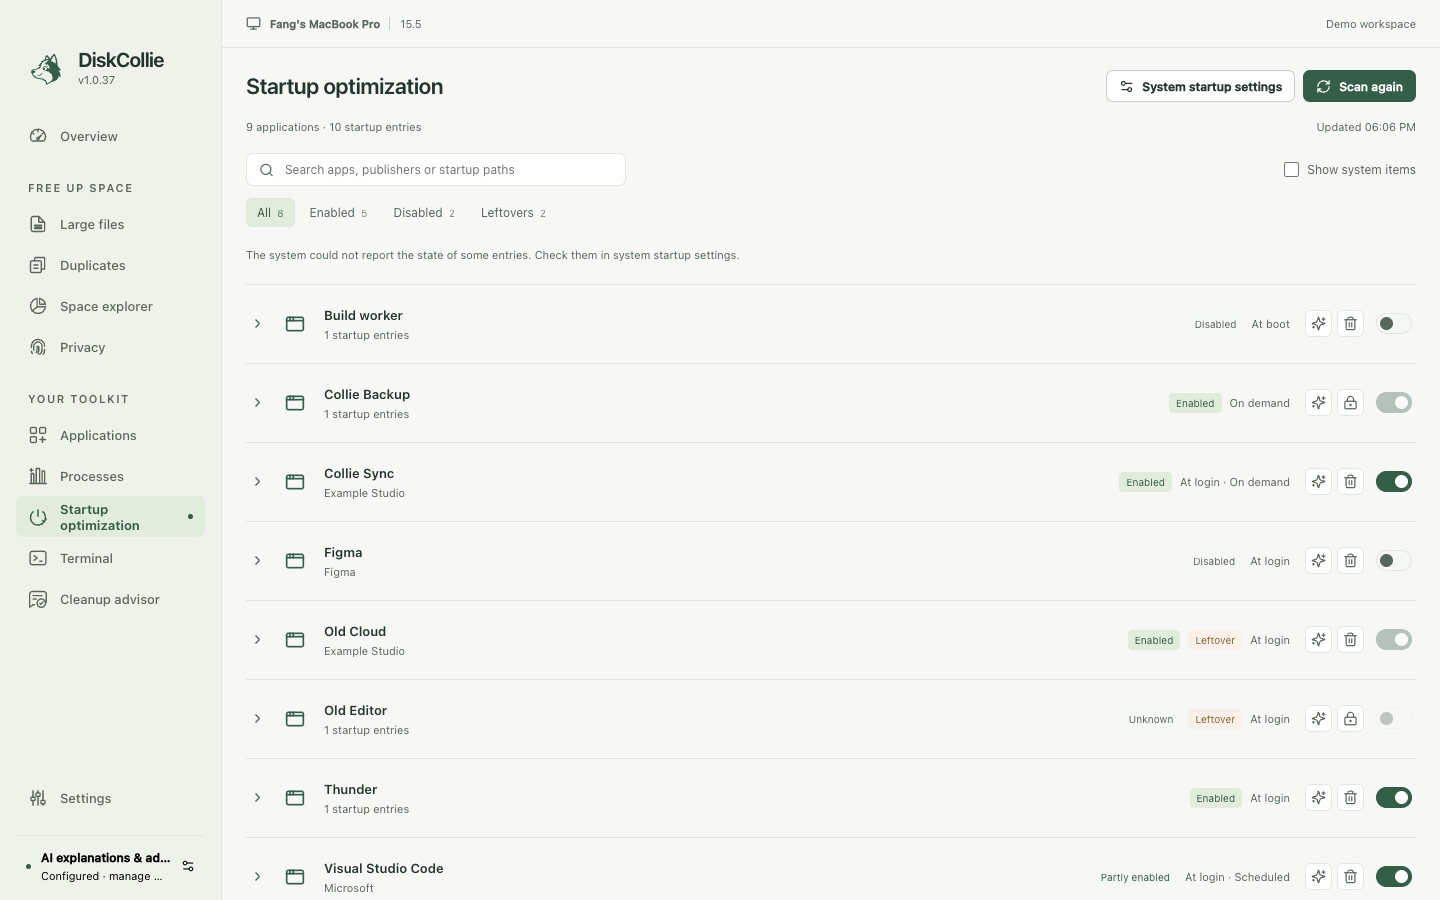 Fang's MacBook Pro
15.5
Demo workspace
DiskCollie
v1.0.37
Overview
FREE UP SPACE
Large files
Duplicates
Space explorer
Privacy
YOUR TOOLKIT
Applications
Processes
Startup
optimization
Terminal
Cleanup advisor
Settings
AI explanations & ad...
Configured · manage ...
Startup optimization
System startup settings
Scan again
9 applications · 10 startup entries
Updated 06:06 PM
Search apps, publishers or startup paths
Show system items
All 8
Enabled 5
Disabled 2
Leftovers 2
The system could not report the state of some entries. Check them in system startup settings.
Build worker
1 startup entries
Disabled At boot
Collie Backup
1 startup entries
Enabled On demand
Collie Sync
Example Studio
Enabled At login · On demand
Figma
Figma
Disabled At login
Old Cloud
Example Studio
Enabled Leftover At login
Old Editor
1 startup entries
Unknown Leftover At login
Thunder
1 startup entries
Enabled At login
Visual Studio Code
Microsoft
Partly enabled At login · Scheduled